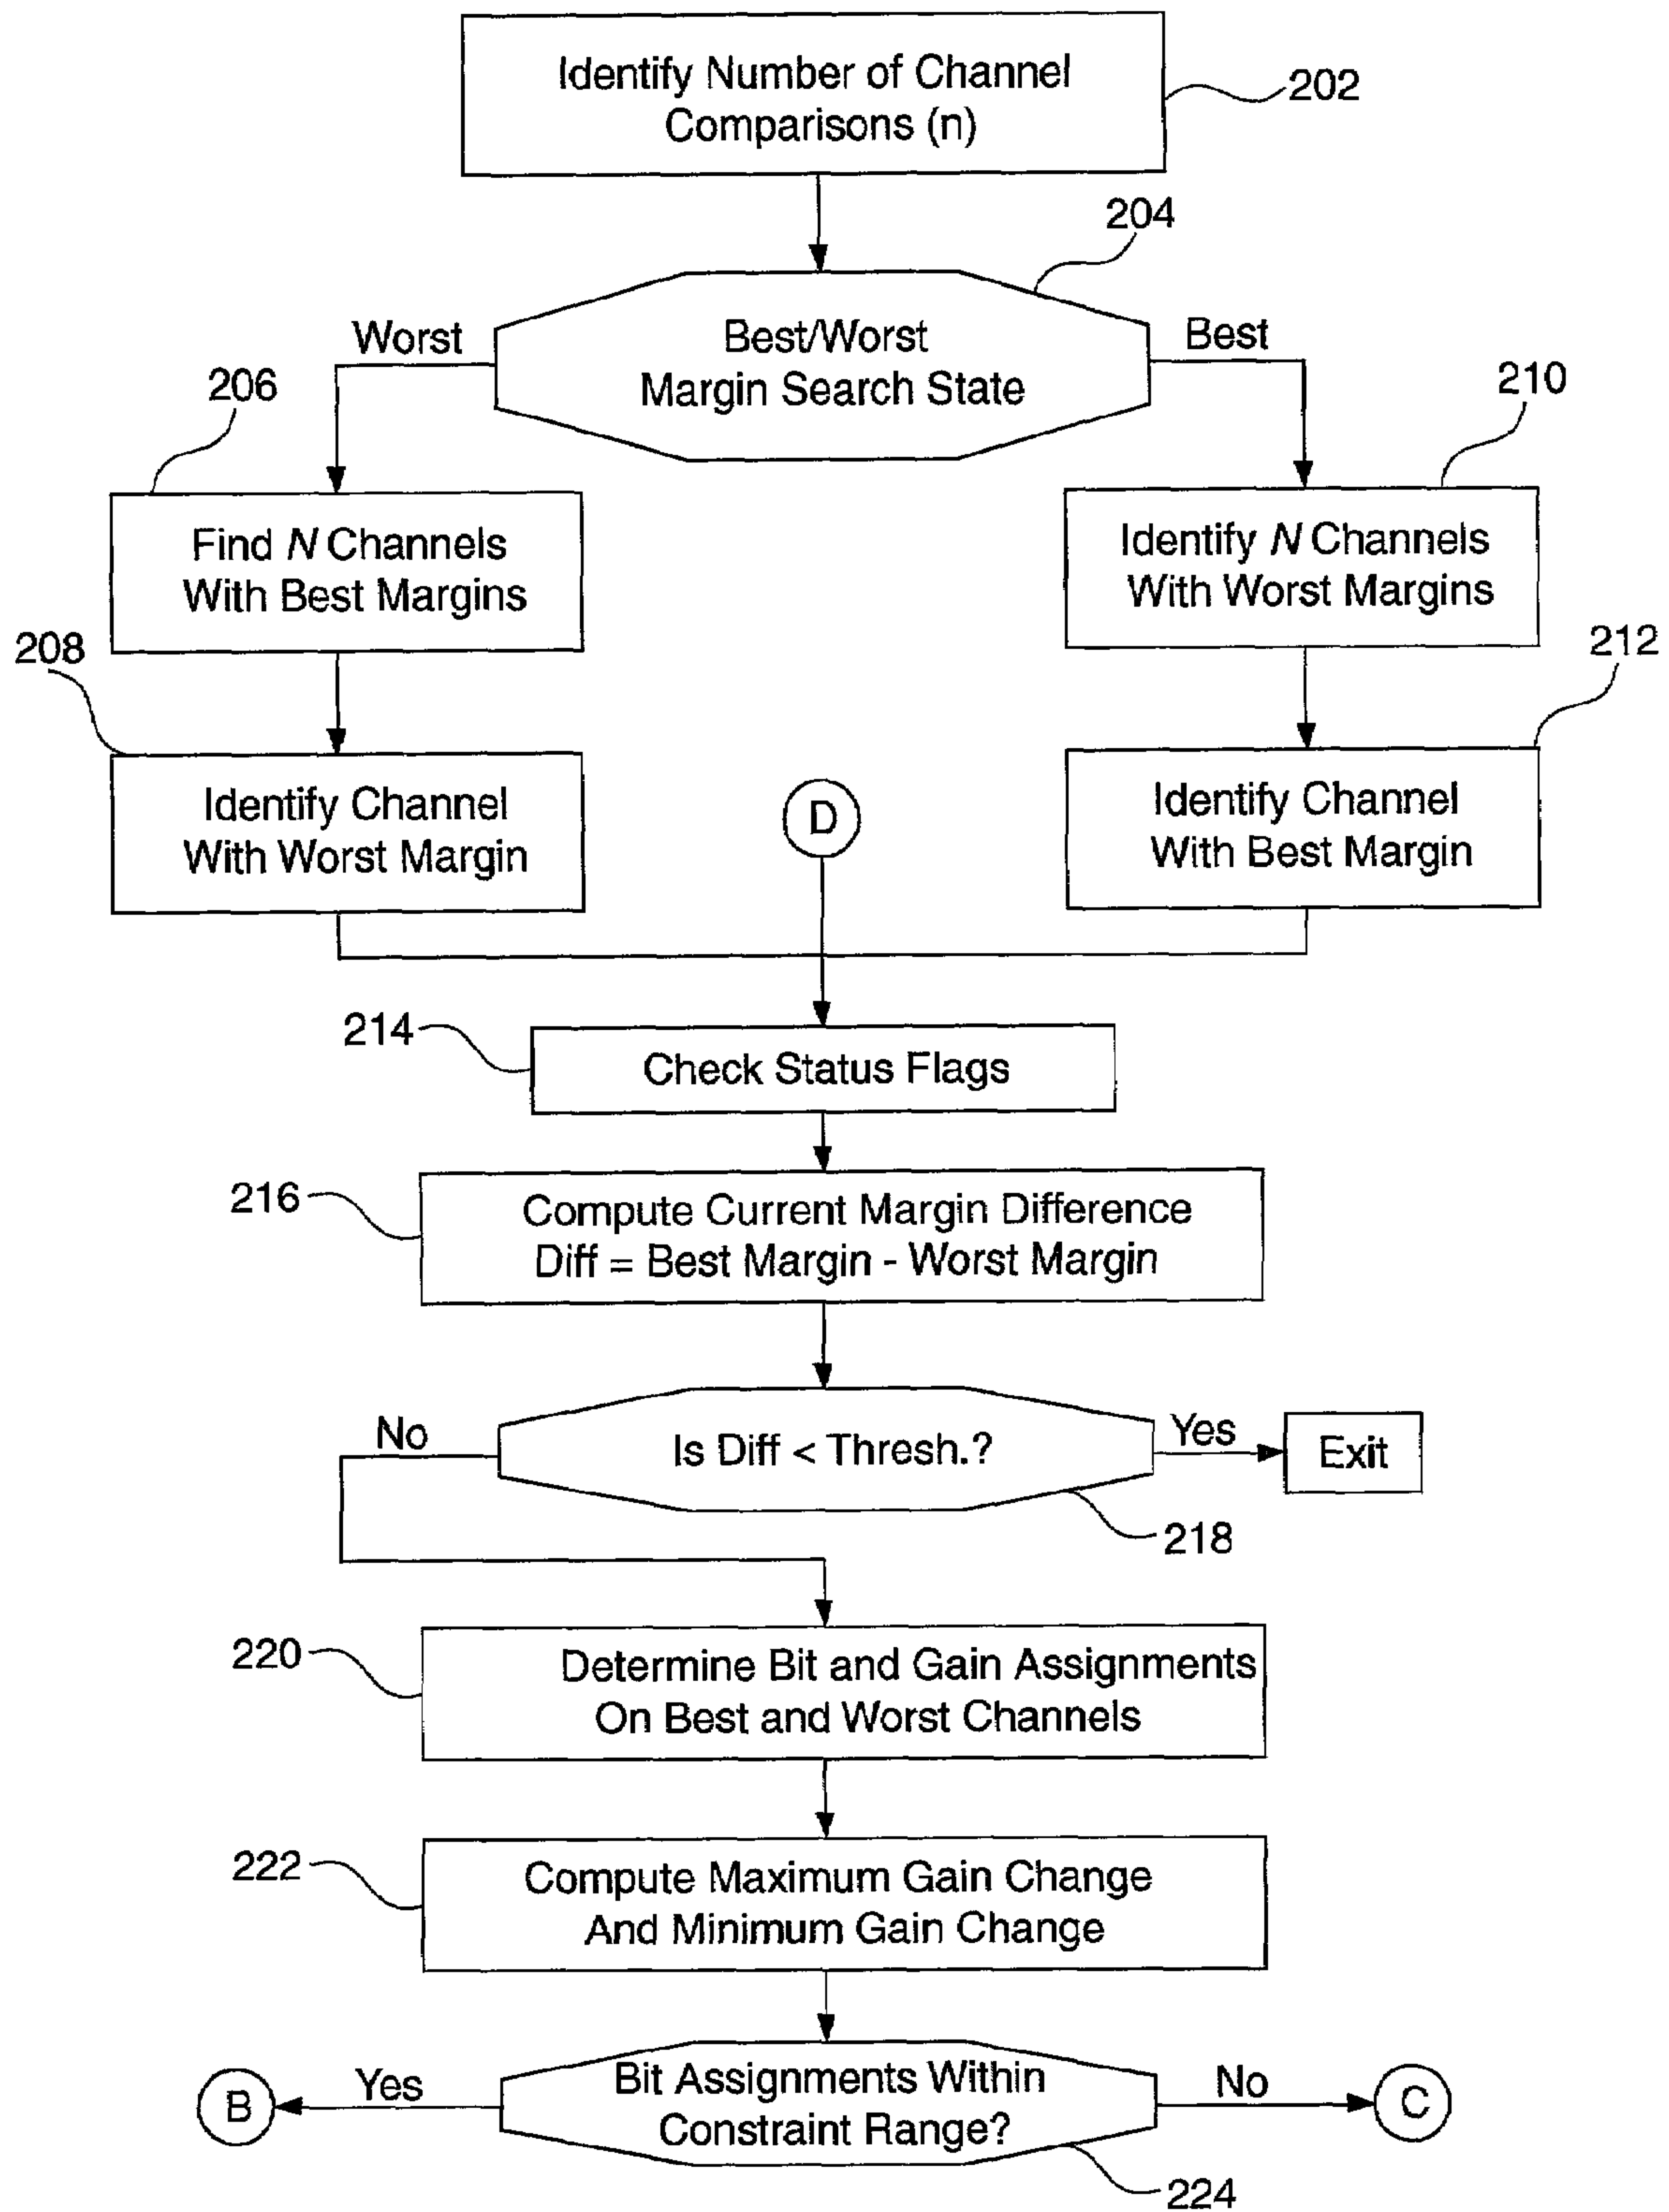 Identify Number of Channel
Comparisons (n)
202
204
Best/Worst
Margin Search State
Worst
Best
206
210
Find N Channels
With Best Margins
Identify N Channels
With Worst Margins
208
212
Identify Channel
With Worst Margin
D
Identify Channel
With Best Margin
214
Check Status Flags
216
Compute Current Margin Difference
Diff = Best Margin - Worst Margin
No
Is Diff < Thresh.?
Yes
Exit
218
220
Determine Bit and Gain Assignments
On Best and Worst Channels
222
Compute Maximum Gain Change
And Minimum Gain Change
B
Yes
Bit Assignments Within
Constraint Range?
No
C
224